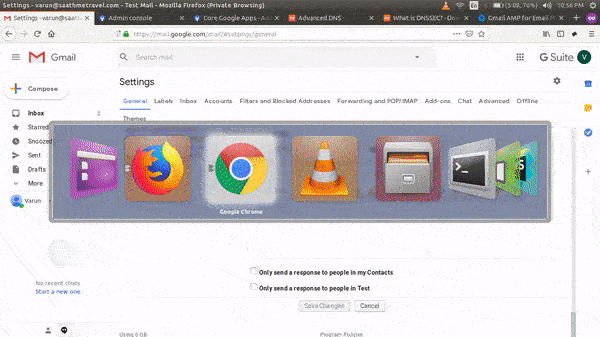 Settings - varun@saathmetravel.com - Test Mail - Mozilla Firefox (Private Browsing)
En
(5:08, 70%)
10:56 PM
Settings - varun@saat
Admin console
Core Google Apps - A
Advanced DNS
What is DNSSEC? - Do
Gmail AMP for Email
https://mail.google.com/mail/#settings/general
Search
Gmail
Search mail
G Suite
V
Compose
Settings
General
Labels
Inbox
Accounts
Filters and Blocked Addresses
Forwarding and POP/IMAP
Add-ons
Chat
Advanced
Offline
Themes
Inbox
2
Starred
Snoozed
Sent
Drafts
More
Varun
Google Chrome
Only send a response to people in my Contacts
Only send a response to people in Test
Save Changes
Cancel
No recent chats
Start a new one
Using 0 GB
Program Policies